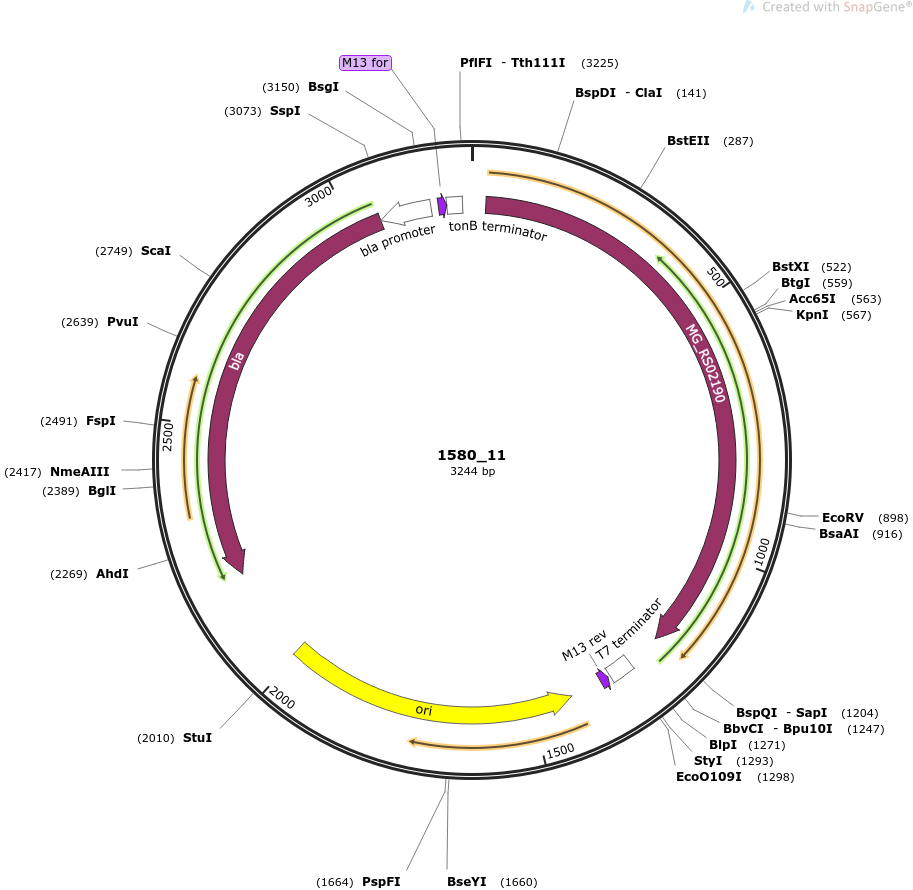 Created with SnapGene®
M13 for
PflFI - Tth111I (3225)
(3150) BsgI
BspDI - ClaI (141)
(3073) SspI
BstEII (287)
3000
bla promoter
tonB terminator
(2749) ScaI
500
BstXI (522)
BtgI (559)
Acc65I (563)
KpnI (567)
(2639) PvuI
MG_RS02190
bla
(2491) FspI
2500
1580_11
3244 bp
(2417) NmeAIII
(2389) BglI
EcoRV (898)
BsaAI (916)
1000
(2269) AhdI
T7 terminator
M13 rev
2000
ori
BspQI - SapI (1204)
BbvCI - Bpu10I (1247)
(2010) StuI
1500
BlpI (1271)
StyI (1293)
EcoO109I (1298)
(1664) PspFI
BseYI (1660)